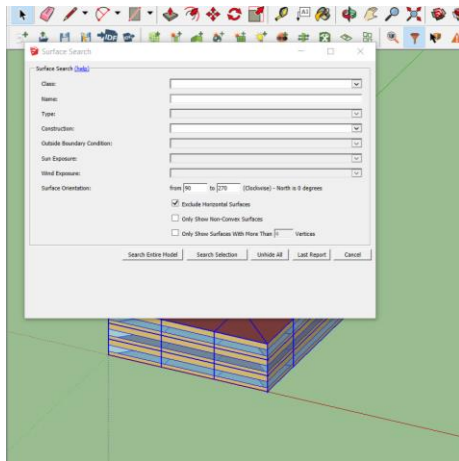 Surface Search
Surface Search (help)
Class:
Name:
Type:
Construction:
Outside Boundary Condition:
Sun Exposure:
Wind Exposure:
Surface Orientation: from 90 to 270 (Clockwise) - North is 0 degrees
Exclude Horizontal Surfaces
Only Show Non-Convex Surfaces
Only Show Surfaces With More Than Vertices
Search Entire Model Search Selection Unhide All Last Report Cancel